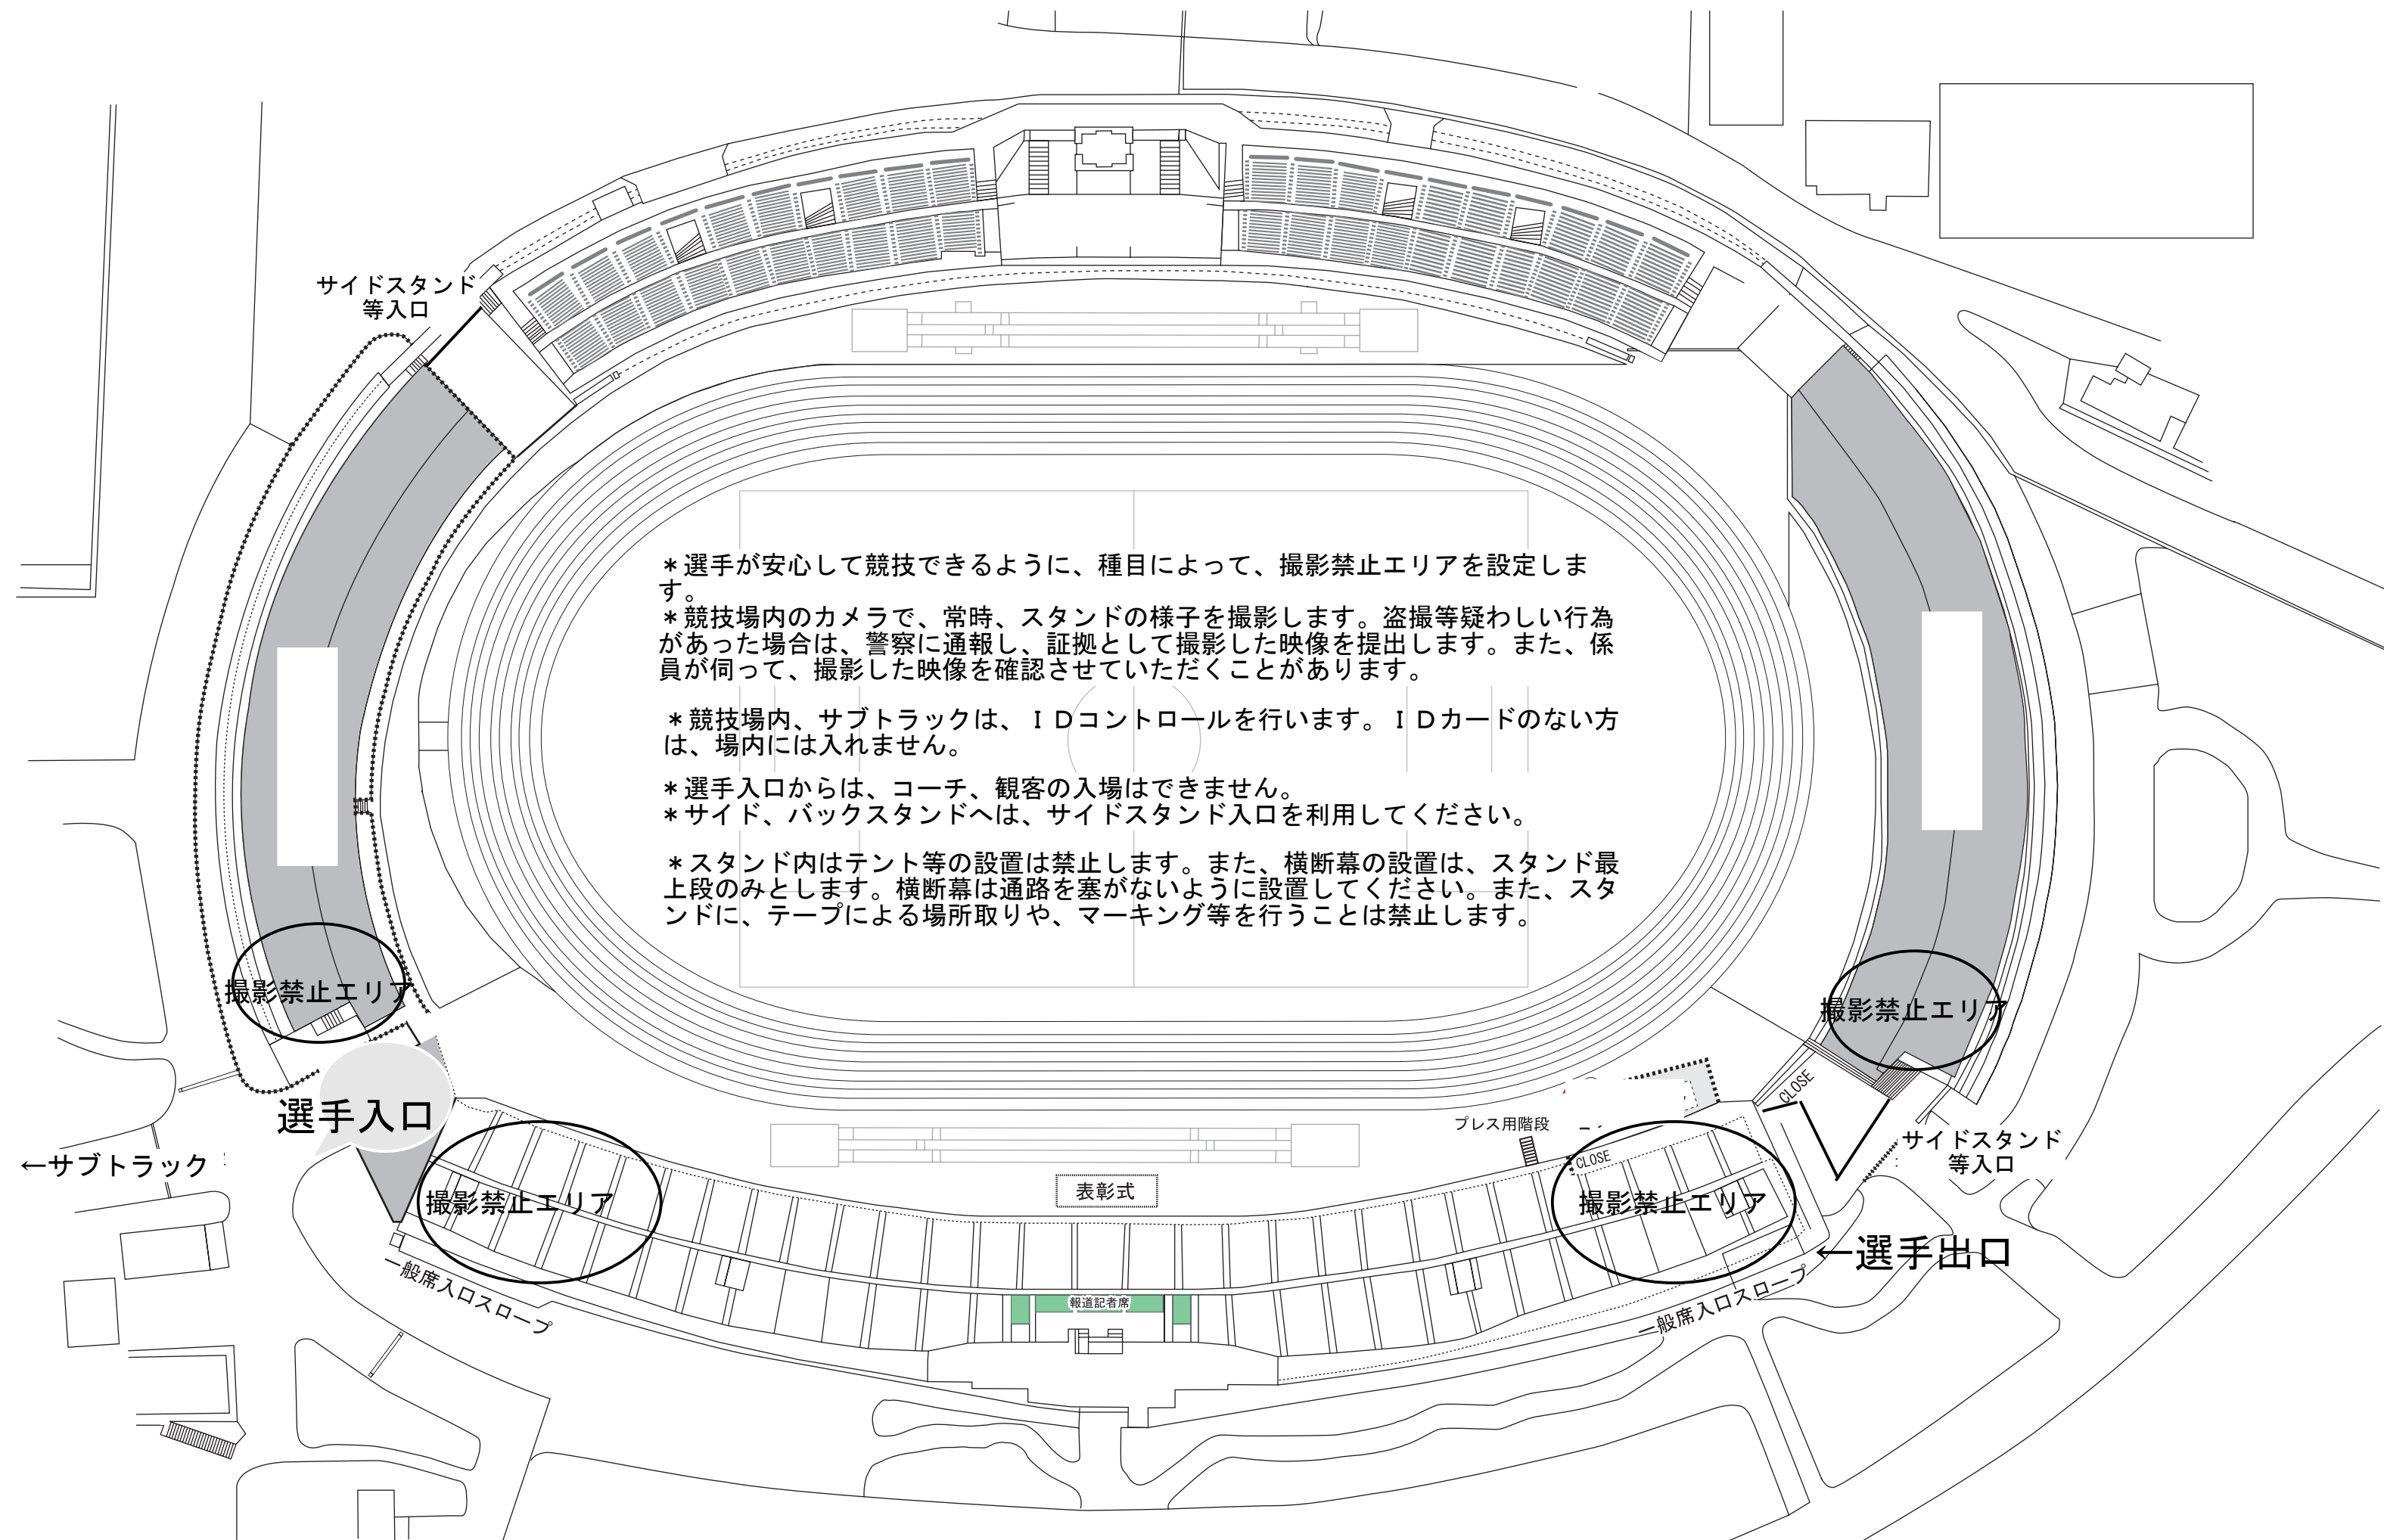 サイドスタンド
等入口
＊選手が安心して競技できるように、種目によって、撮影禁止エリアを設定しま
す。
＊競技場内のカメラで、常時、スタンドの様子を撮影します。盗撮等疑わしい行為
があった場合は、警察に通報し、証拠として撮影した映像を提出します。また、係
員が伺って、撮影した映像を確認させていただくことがあります。
＊競技場内、サブトラックは、ＩＤコントロールを行います。ＩＤカードのない方
は、場内には入れません。
＊選手入口からは、コーチ、観客の入場はできません。
＊サイド、バックスタンドへは、サイドスタンド入口を利用してください。
＊スタンド内はテント等の設置は禁止します。また、横断幕の設置は、スタンド最
上段のみとします。横断幕は通路を塞がないように設置してください。また、スタ
ンドに、テープによる場所取りや、マーキング等を行うことは禁止します。
撮影禁止エリア
撮影禁止エリア
CLOSE
選手入口
プレス用階段
サイドスタンド
等入口
←サブトラック
CLOSE
表彰式
撮影禁止エリア
撮影禁止エリア
←選手出口
一般席入口スロープ
報道記者席
一般席入口スロープ